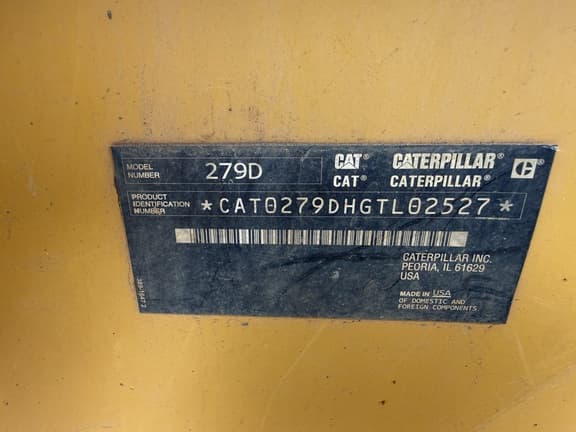 MODEL NUMBER 279D CAT® CATERPILLAR®
CAT® CATERPILLAR®
PRODUCT IDENTIFICATION NUMBER *CAT0279DHGTL02527*
CATERPILLAR INC.
PEORIA, IL 61629
USA
MADE IN USA
OF DOMESTIC AND
FOREIGN COMPONENTS